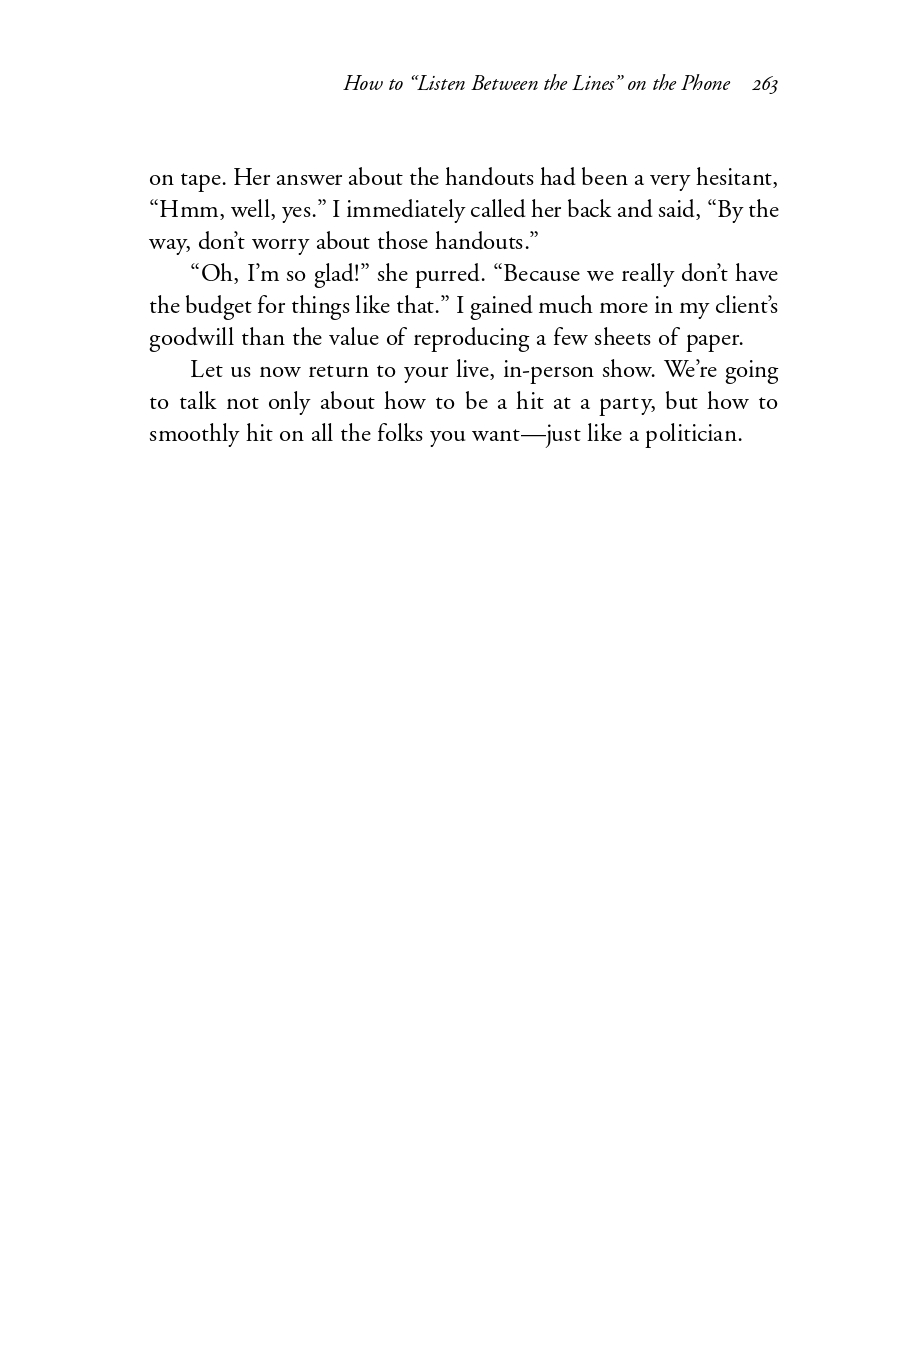 How to “Listen Between the Lines” on the Phone 263
on tape. Her answer about the handouts had been a very hesitant,
“Hmm, well, yes.” I immediately called her back and said, “By the
way, don’t worry about those handouts.”
“Oh, I’m so glad!” she purred. “Because we really don’t have
the budget for things like that.” I gained much more in my client’s
goodwill than the value of reproducing a few sheets of paper.
Let us now return to your live, in-person show. We’re going
to talk not only about how to be a hit at a party, but how to
smoothly hit on all the folks you want—just like a politician.